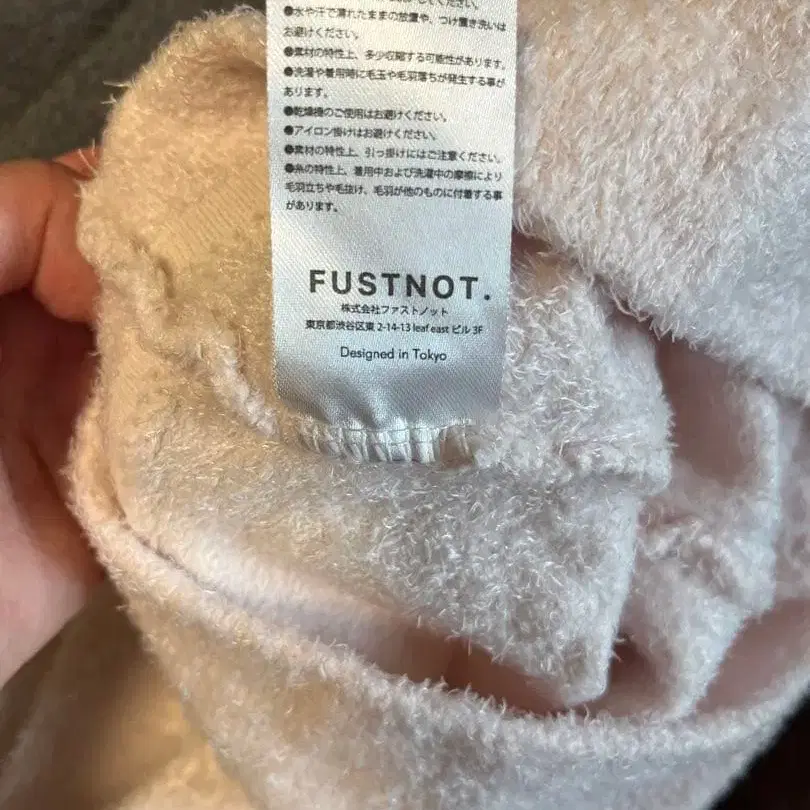 ●水や汗で濡れたままの放置や、つけ置き洗いは
お避けください。
●素材の特性上、多少収縮する可能性があります。
●洗濯や着用時に毛玉や毛羽落ちが発生する事が
あります。
●乾燥機のご使用はお避けください。
●アイロン掛けはお避けください。
●素材の特性上、引っ掛けにはご注意ください。
●糸の特性上、着用中および洗濯中の摩擦により
毛羽立ちや毛抜け、毛羽が他のものに付着する事
があります。
FUSTNOT.
株式会社ファストノット
東京都渋谷区東 2-14-13 leaf east ビル 3F
Designed in Tokyo